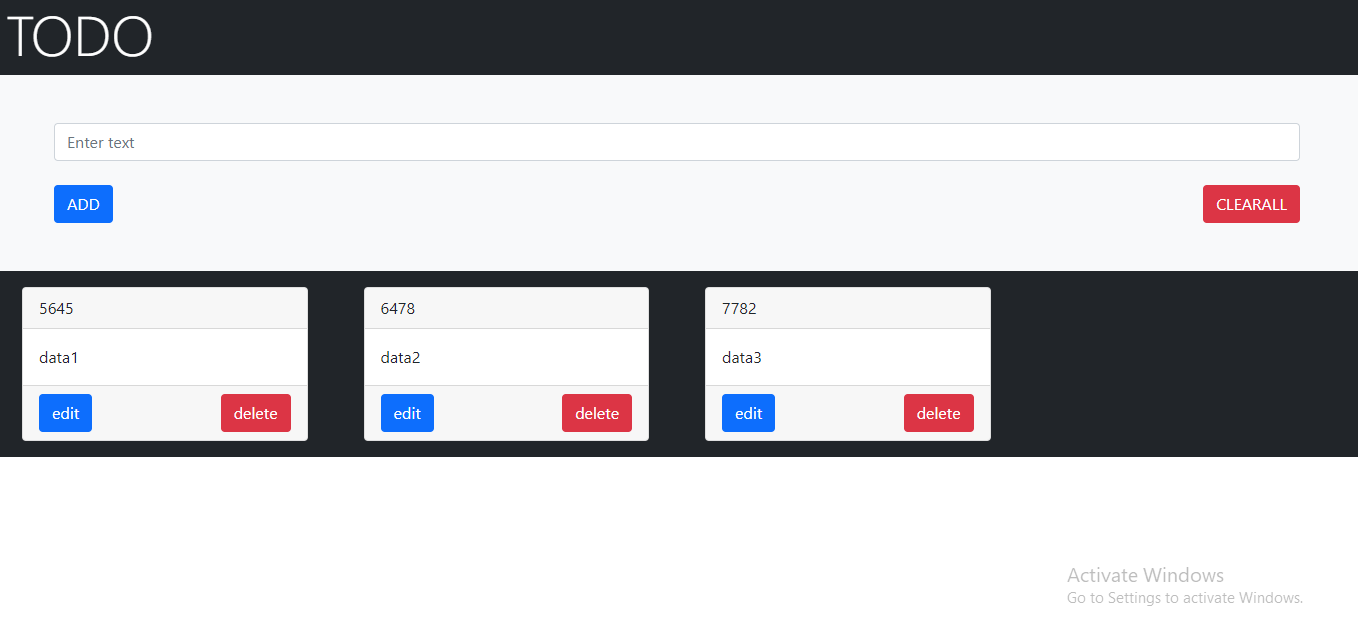 TODO
Enter text
ADD CLEARALL
5645 6478 7782
data1 data2 data3
edit delete edit delete edit delete
Activate Windows
Go to Settings to activate Windows.